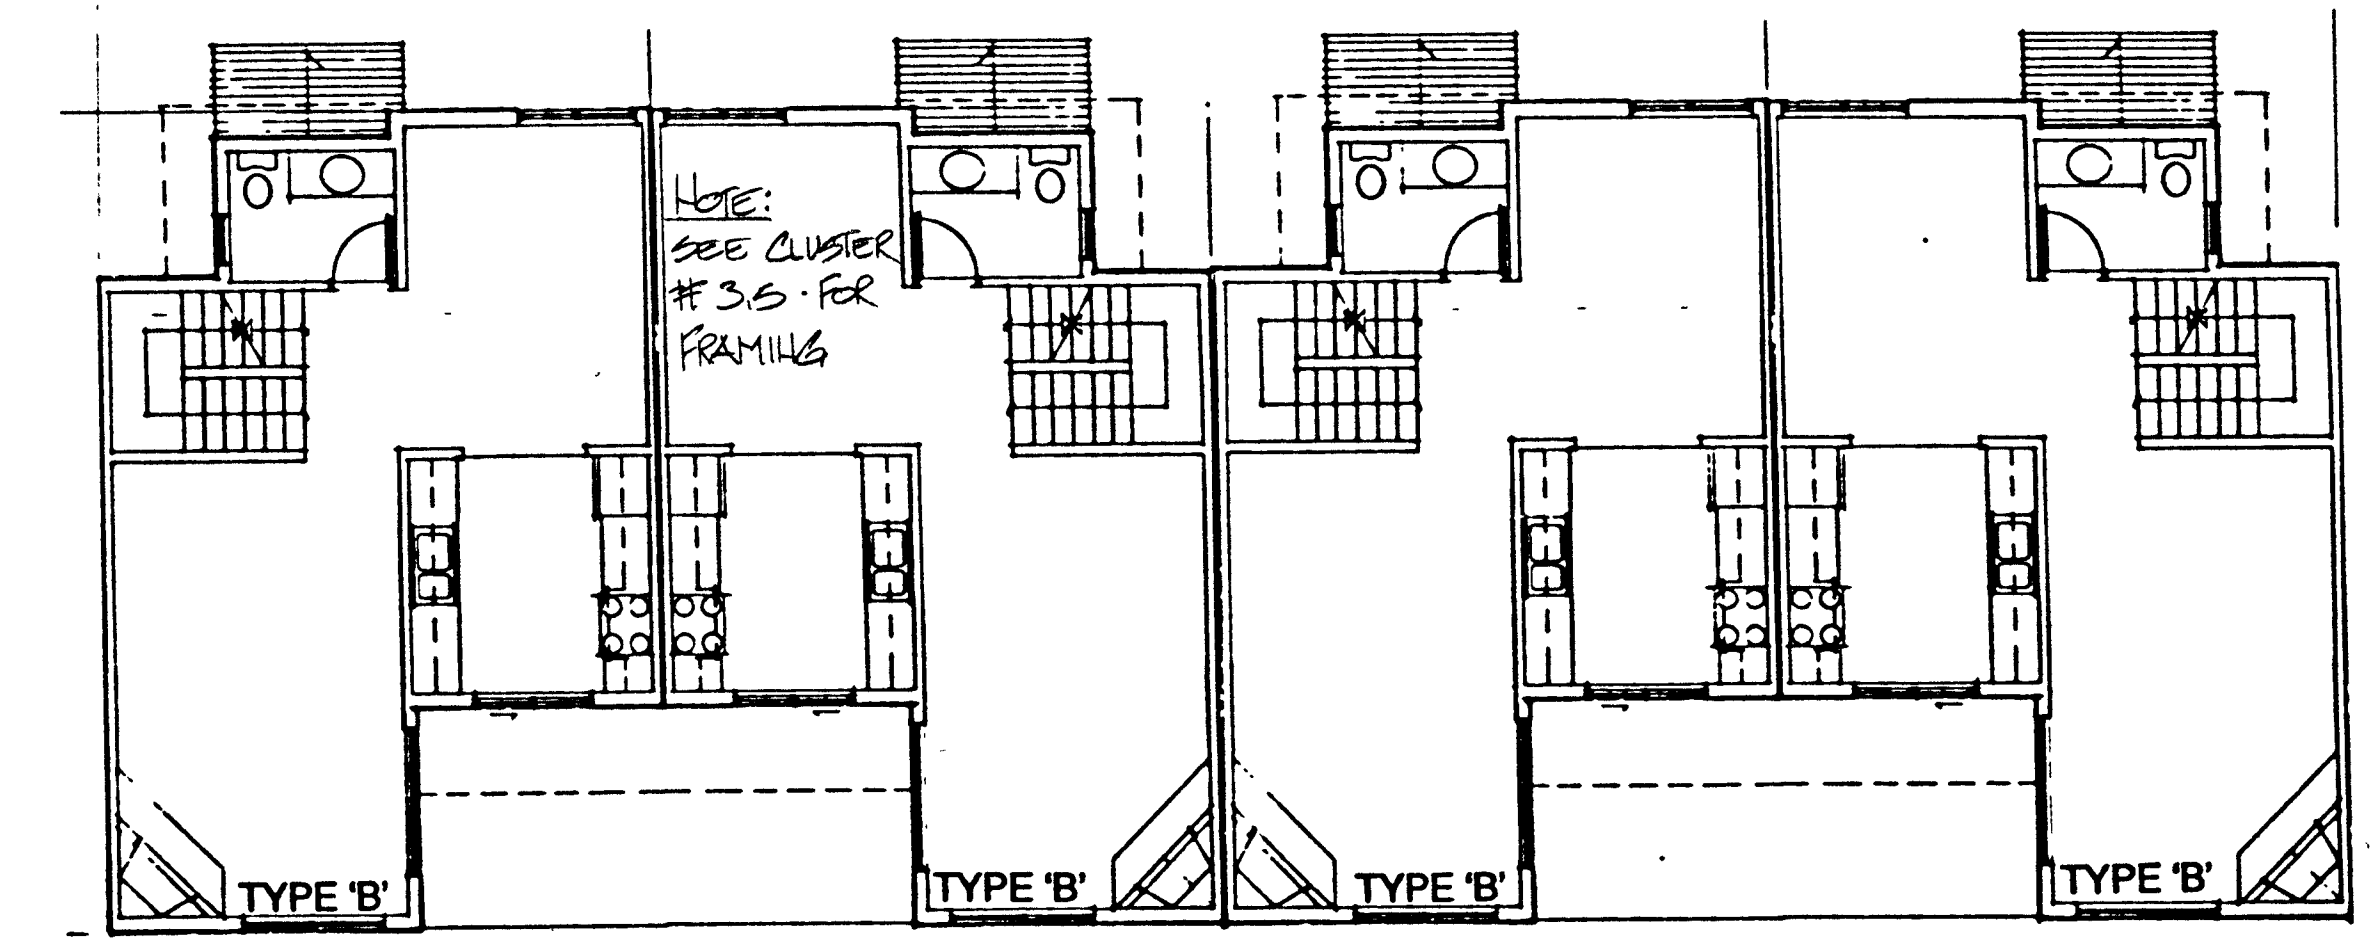 NOTE:
SEE CLUSTER
# 3,5 · FOR
FRAMING
TYPE 'B'
TYPE 'B'
TYPE 'B'
TYPE 'B'